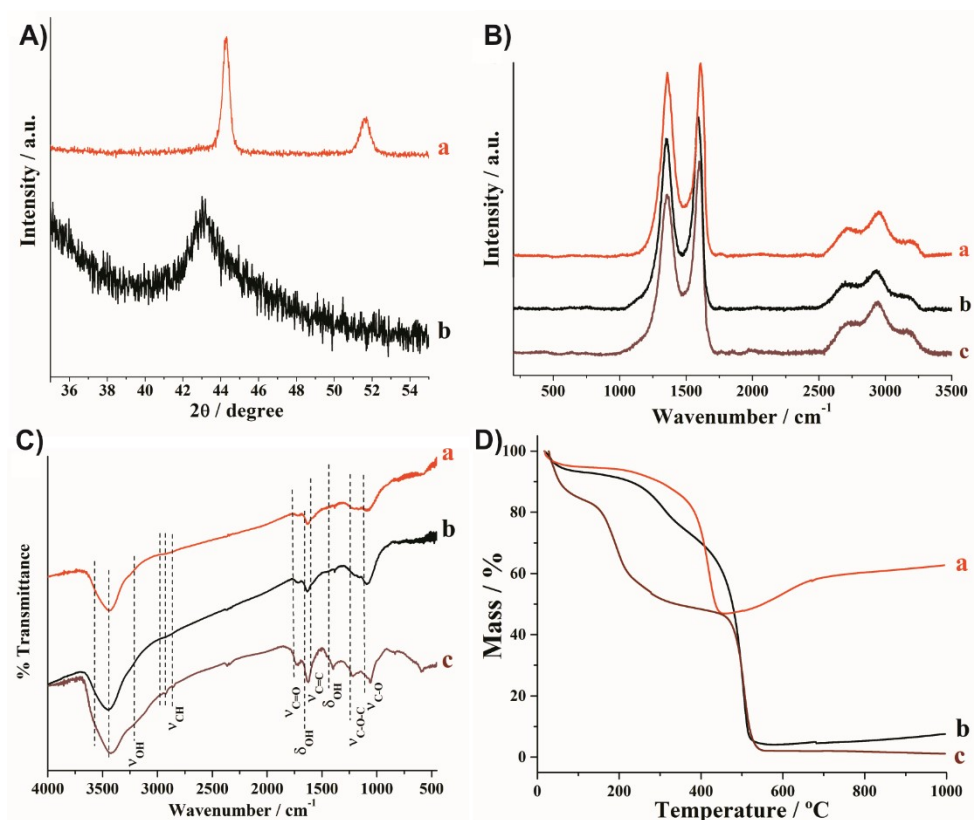 A)
Intensity / a.u.
a
b
36 38 40 42 44 46 48 50 52 54
2θ / degree
B)
Intensity / a.u.
a
b
c
500 1000 1500 2000 2500 3000 3500
Wavenumber / cm⁻¹
C)
% Transmittance
a
b
c
νOH
νCH
νC=O
δOH
νC=C
δOH
νC-O-C
νC-O
4000 3500 3000 2500 2000 1500 1000 500
Wavenumber / cm⁻¹
D)
Mass / %
100
80
60
40
20
0
a
b
c
0 200 400 600 800 1000
Temperature / ºC